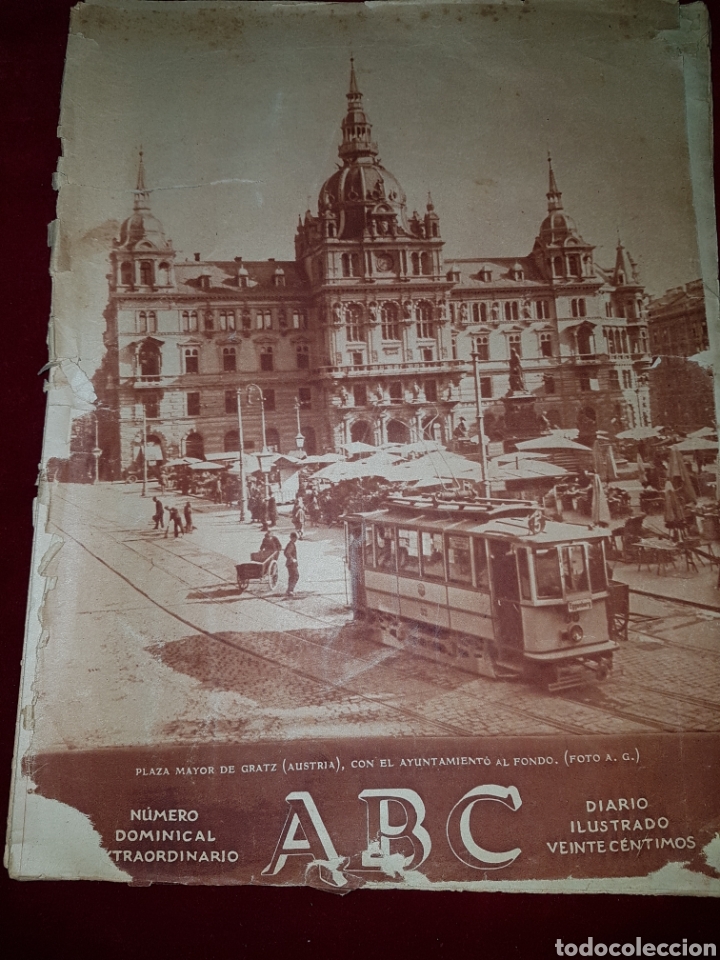 PLAZA MAYOR DE GRATZ (AUSTRIA), CON EL AYUNTAMIENTO AL FONDO. (FOTO A. G.)
NÚMERO
DOMINICAL
TRAORDINARIO
ABC
DIARIO
ILUSTRADO
VEINTE CÉNTIMOS
todocoleccion.net